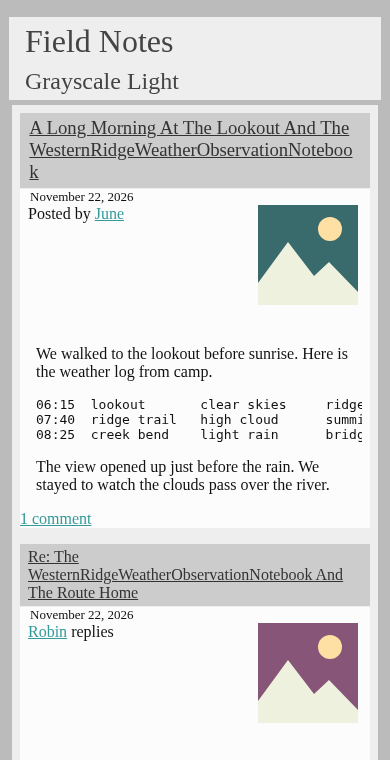 Field Notes
Grayscale Light
A Long Morning At The Lookout And The
WesternRidgeWeatherObservationNoteboo
k
November 22, 2026
Posted by June
We walked to the lookout before sunrise. Here is
the weather log from camp.
06:15 lookout clear skies ridge
07:40 ridge trail high cloud summi
08:25 creek bend light rain bridg
The view opened up just before the rain. We
stayed to watch the clouds pass over the river.
1 comment
Re: The
WesternRidgeWeatherObservationNotebook And
The Route Home
November 22, 2026
Robin replies